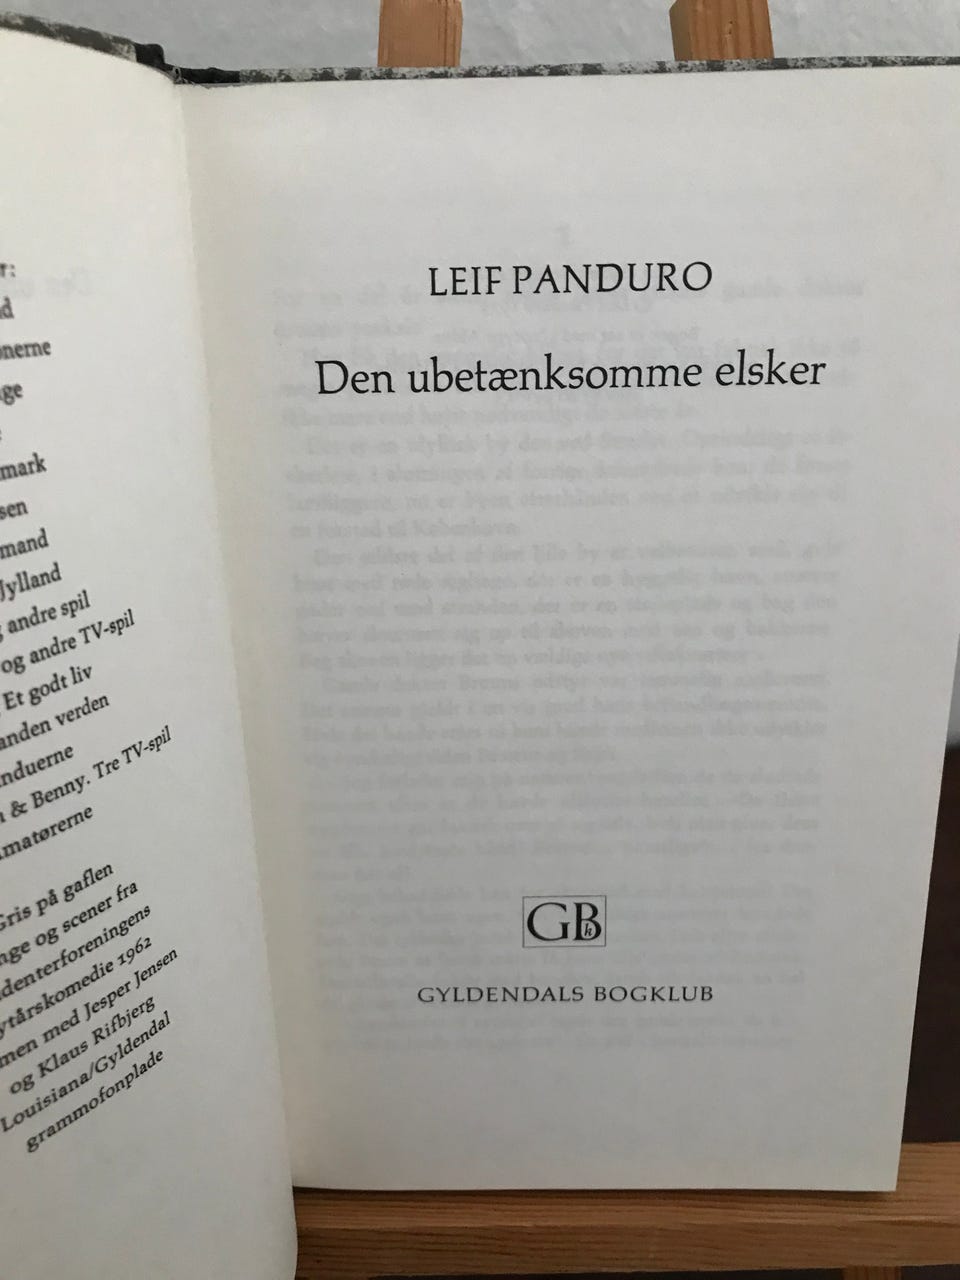 r:
d
onerne
ge
mark
sen
mand
Jylland
andre spil
og andre TV-spil
Et godt liv
anden verden
nduerne
& Benny. Tre TV-spil
matørerne
Gris på gaflen
nge og scener fra
denterforeningens
ytårskomedie 1962
men med Jesper Jensen
og Klaus Rifbjerg
Louisiana/Gyldendal
grammofonplade
LEIF PANDURO
Den ubetænksomme elsker
GBh
GYLDENDALS BOGKLUB